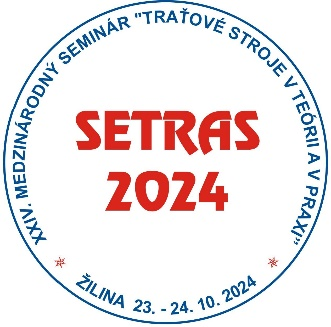 XXIV. MEDZINÁRODNÝ SEMINÁR "TRAŤOVÉ STROJE V TEÓRII A V PRAXI"
SETRAS
2024
ŽILINA 23. - 24. 10. 2024